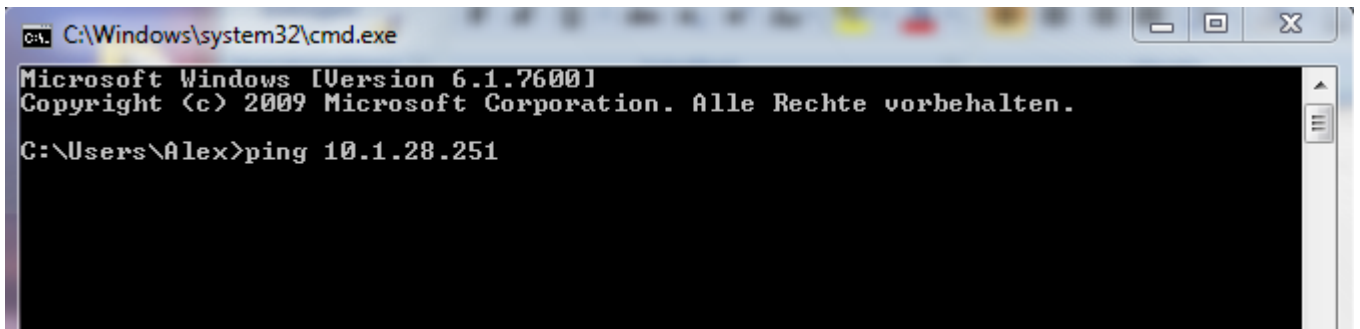 C:\Windows\system32\cmd.exe
Microsoft Windows [Version 6.1.7600]
Copyright (c) 2009 Microsoft Corporation. Alle Rechte vorbehalten.
C:\Users\Alex>ping 10.1.28.251